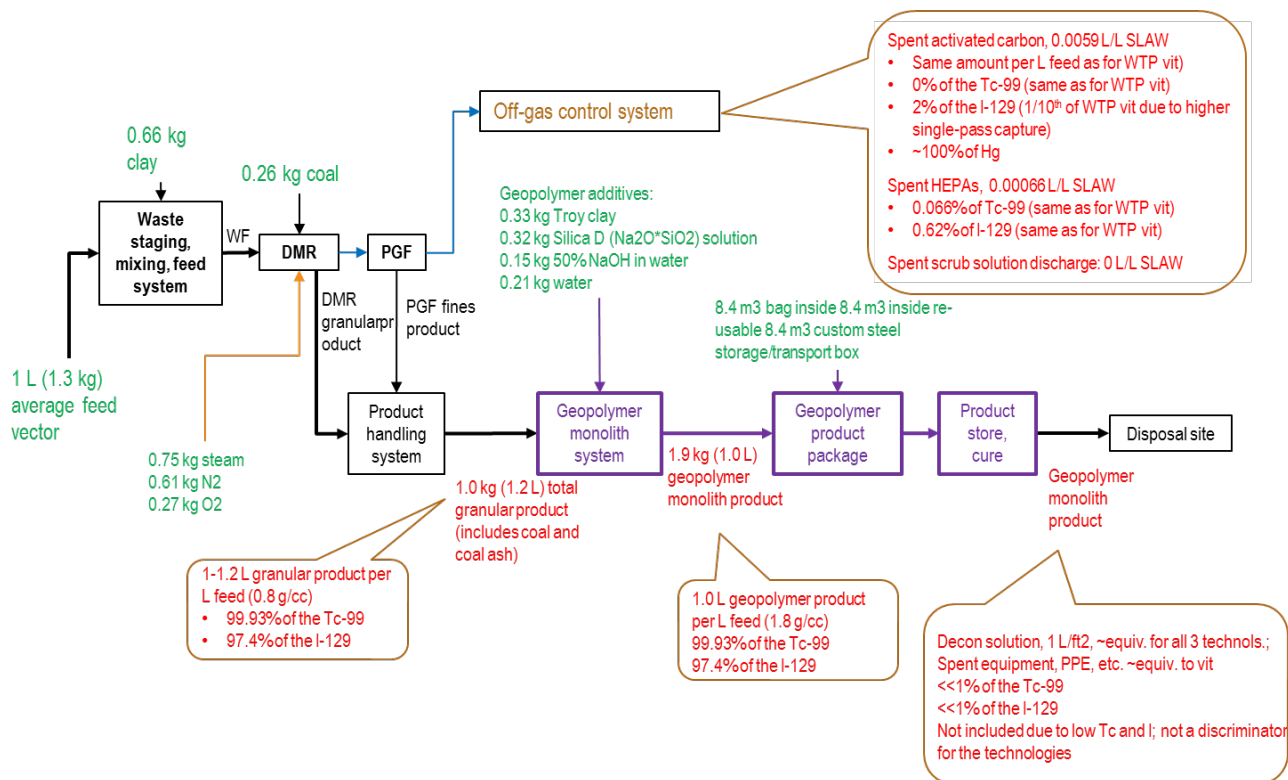 Spent activated carbon, 0.0059 L/L SLAW
• Same amount per L feed as for WTP vit)
• 0% of the Tc-99 (same as for WTP vit)
• 2% of the I-129 (1/10th of WTP vit due to higher
single-pass capture)
• ~100% of Hg
Spent HEPAs, 0.00066 L/L SLAW
• 0.066% of Tc-99 (same as for WTP vit)
• 0.62% of I-129 (same as for WTP vit)
Spent scrub solution discharge: 0 L/L SLAW
Off-gas control system
0.66 kg
clay
0.26 kg coal
Geopolymer additives:
0.33 kg Troy clay
0.32 kg Silica D (Na2O*SiO2) solution
0.15 kg 50% NaOH in water
0.21 kg water
Waste
staging,
mixing, feed
system
WF
DMR
PGF
DMR
granularpr
oduct
PGF fines
product
8.4 m3 bag inside 8.4 m3 inside re-
usable 8.4 m3 custom steel
storage/transport box
1 L (1.3 kg)
average feed
vector
0.75 kg steam
0.61 kg N2
0.27 kg O2
Product
handling
system
Geopolymer
monolith
system
Geopolymer
product
package
Product
store,
cure
Disposal site
1.0 kg (1.2 L) total
granular product
(includes coal and
coal ash)
1.9 kg (1.0 L)
geopolymer
monolith product
Geopolymer
monolith
product
1-1.2 L granular product per
L feed (0.8 g/cc)
• 99.93% of the Tc-99
• 97.4% of the I-129
1.0 L geopolymer product
per L feed (1.8 g/cc)
99.93% of the Tc-99
97.4% of the I-129
Decon solution, 1 L/ft2, ~equiv. for all 3 technols.;
Spent equipment, PPE, etc. ~equiv. to vit
<<1% of the Tc-99
<<1% of the I-129
Not included due to low Tc and I; not a discriminator
for the technologies